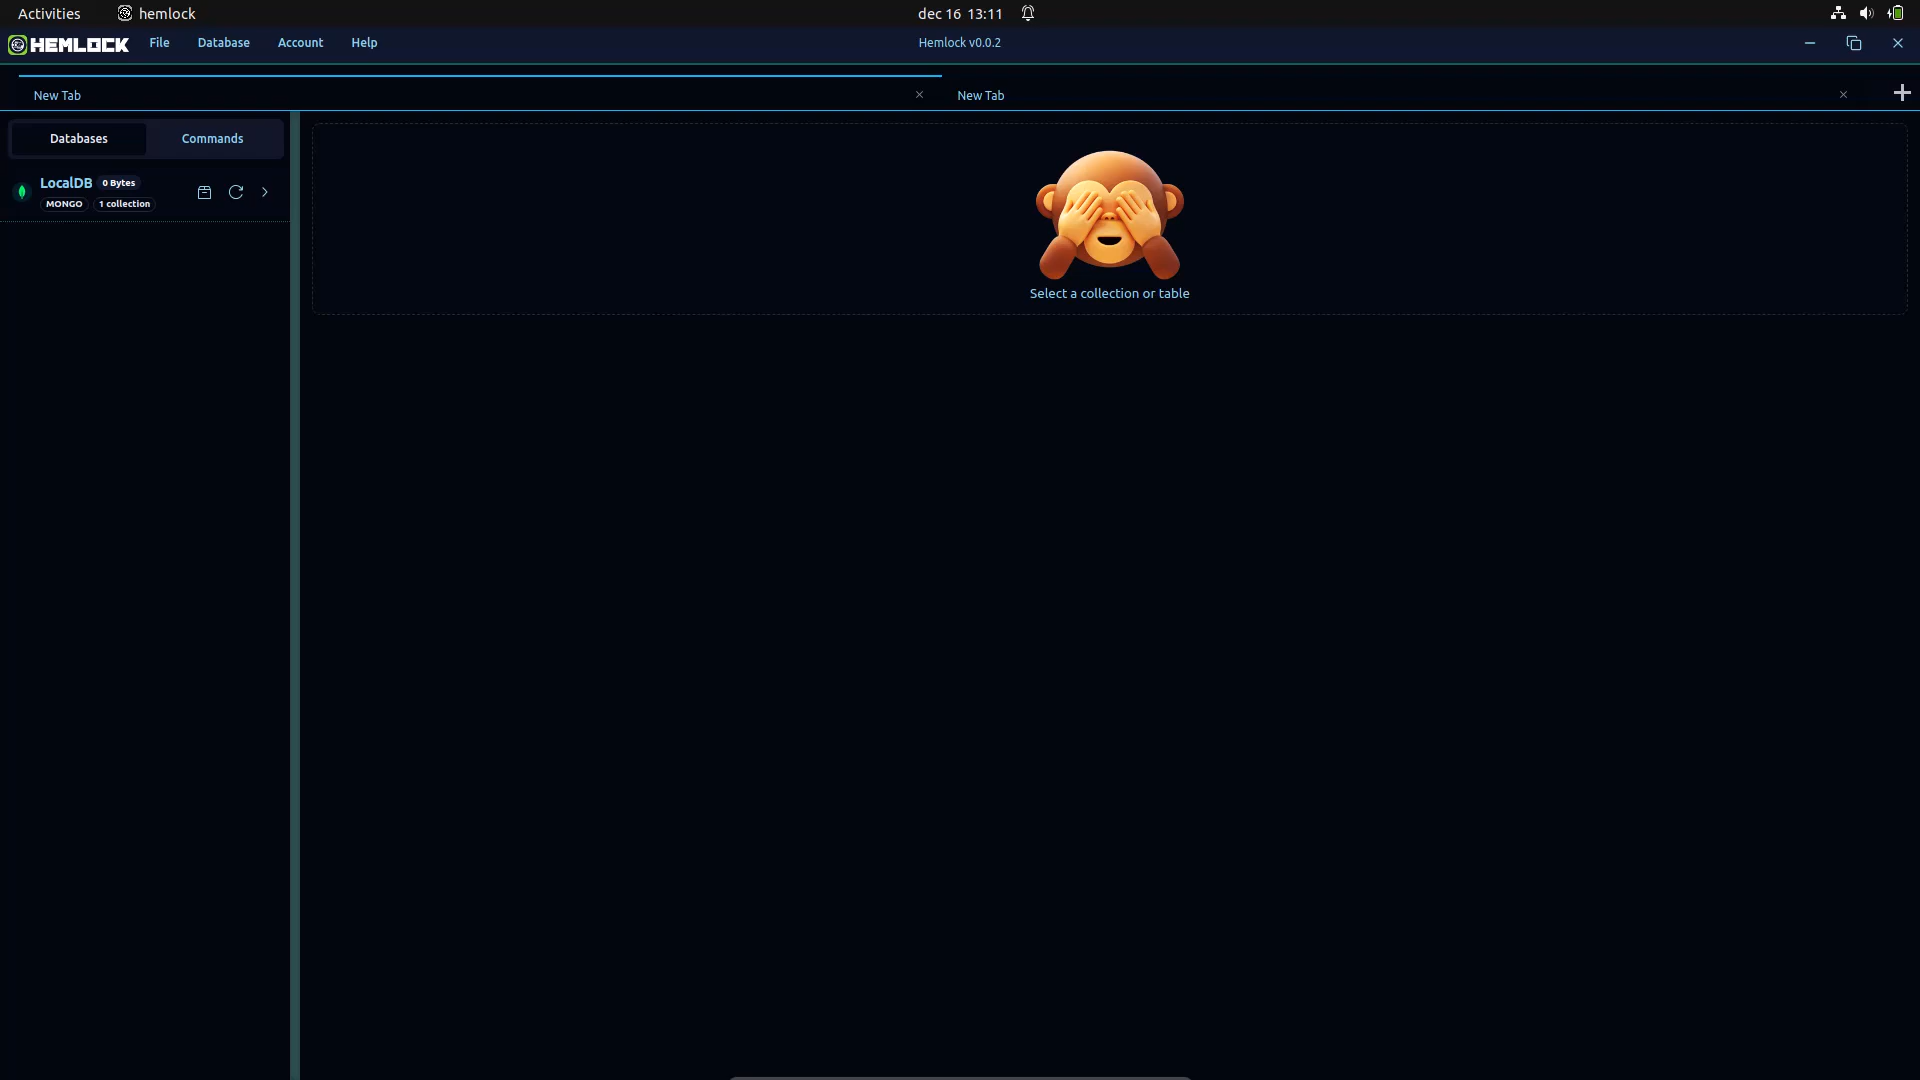 Activities hemlock dec 16 13:11
HEMLOCK File Database Account Help Hemlock v0.0.2
New Tab New Tab
Databases Commands
LocalDB 0 Bytes
MONGO 1 collection
Select a collection or table